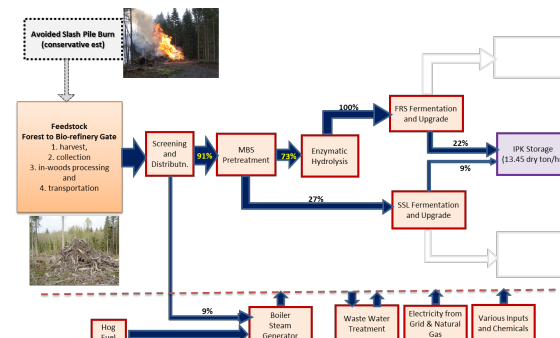 Avoided Slash Pile Burn
(conservative est)
Feedstock
Forest to Bio-refinery Gate
1. harvest,
2. collection
3. in-woods processing
and
4. transportation
Screening
and
Distributn.
91%
MBS
Pretreatment
73%
Enzymatic
Hydrolysis
100%
FRS Fermentation
and Upgrade
22%
IPK Storage
(13.45 dry ton/h
9%
27%
SSL Fermentation
and Upgrade
9%
Hog
Fuel
Boiler
Steam
Generator
Waste Water
Treatment
Electricity from
Grid & Natural
Gas
Various Inputs
and Chemicals